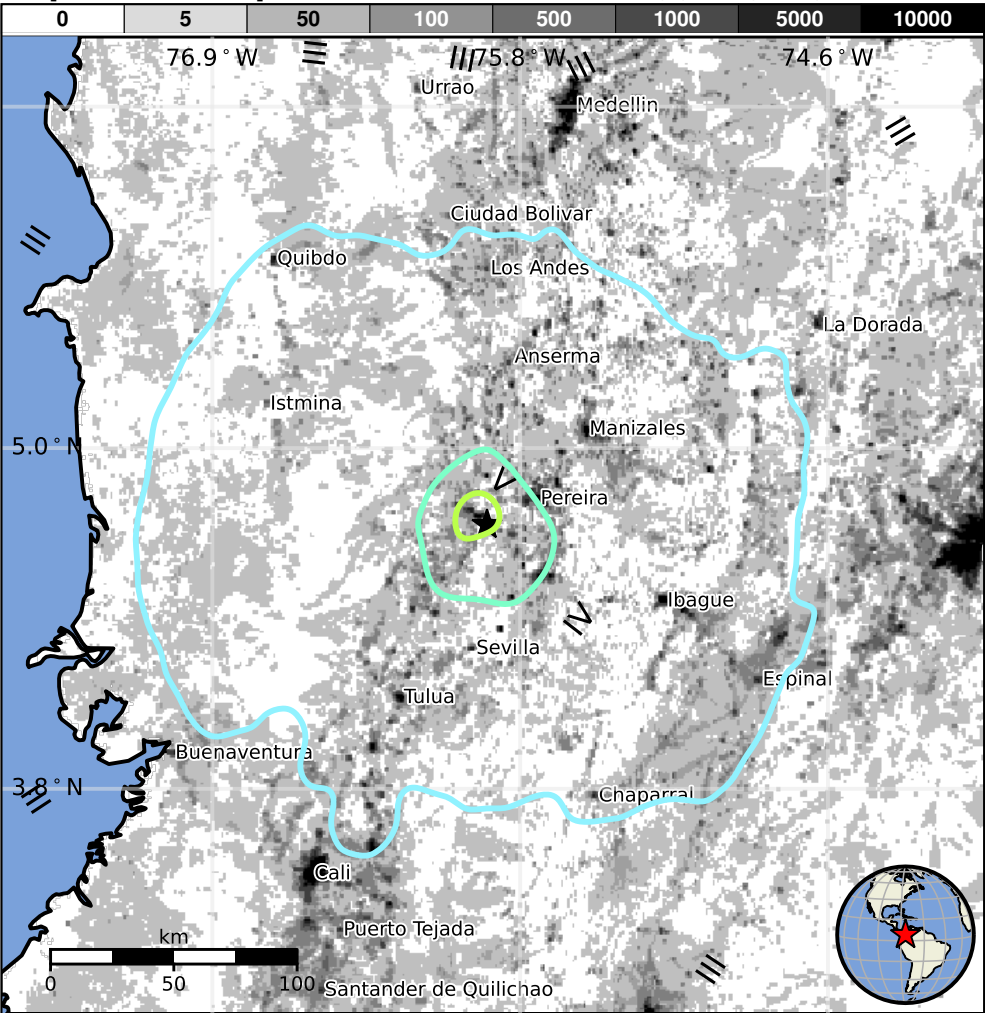 0 5 50 100 500 1000 5000 10000
76.9°W III III 75.8°W III 74.6°W
Urrao
Medellin
III
Ciudad Bolivar
III
Quibdo
Los Andes
La Dorada
Anserma
Istmina
Manizales
5.0°N
V
Pereira
Ibague
IV
Sevilla
Espinal
Tulua
Buenaventura
3.8°N
III
Chaparral
Cali
Puerto Tejada
km
III
0 50 100
Santander de Quilichao